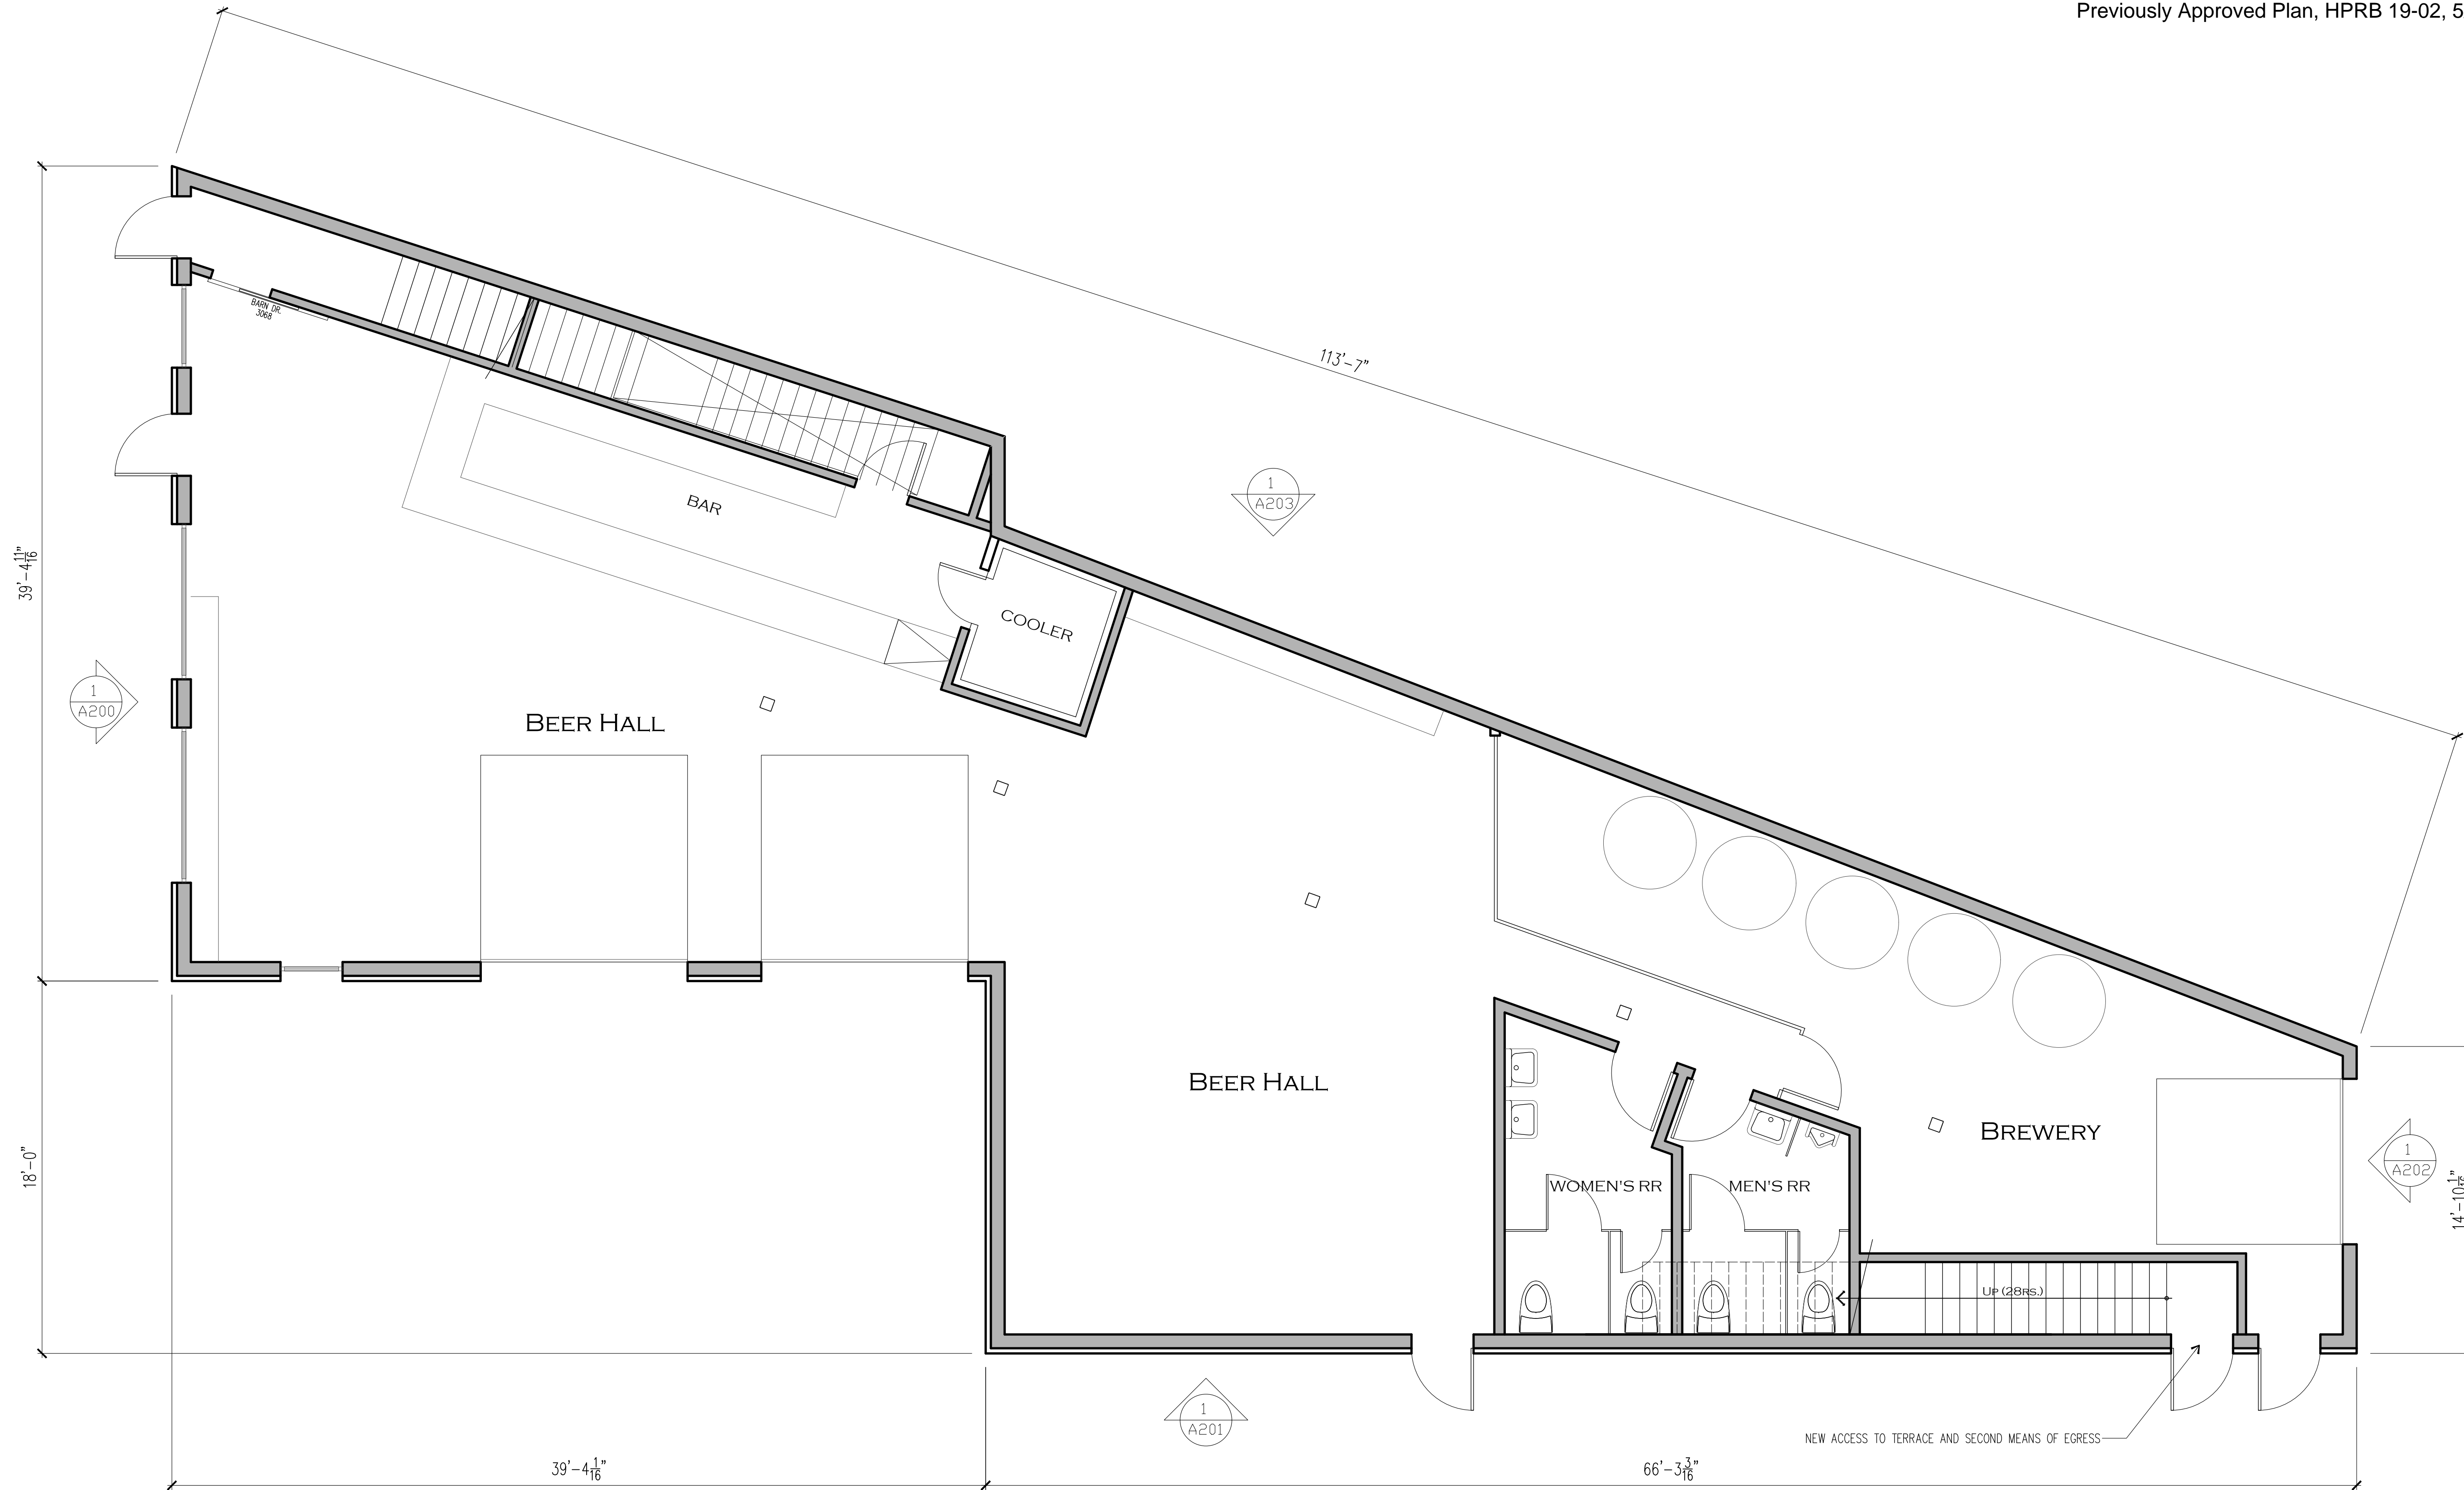 Previously Approved Plan, HPRB 19-02, 5
113'-7"
BARN DR.
3068
BAR
1
A203
39'-4 11/16"
COOLER
1
A200
BEER HALL
BEER HALL
BREWERY
1
A202
18'-0"
WOMEN'S RR
MEN'S RR
14'-10 1/16"
UP (28RS.)
1
A201
NEW ACCESS TO TERRACE AND SECOND MEANS OF EGRESS
39'-4 1/16"
66'-3 3/16"